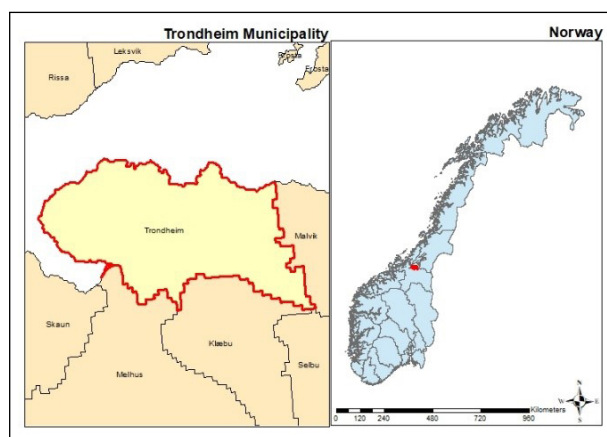 Trondheim Municipality
Norway
Leksvik
Rissa
Frosta
Frosta
Trondheim
Malvik
Skaun
Klæbu
Melhus
Selbu
N
W E
S
Kilometers
0 120 240 480 720 960